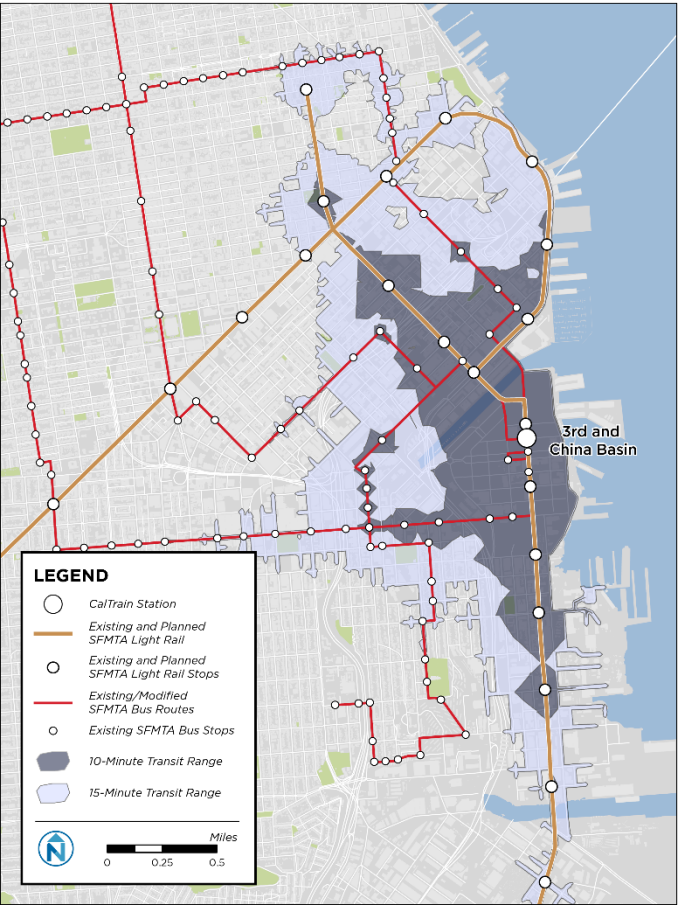 3rd and
China Basin
LEGEND
CalTrain Station
Existing and Planned
SFMTA Light Rail
Existing and Planned
SFMTA Light Rail Stops
Existing/Modified
SFMTA Bus Routes
Existing SFMTA Bus Stops
10-Minute Transit Range
15-Minute Transit Range
N
Miles
0 0.25 0.5